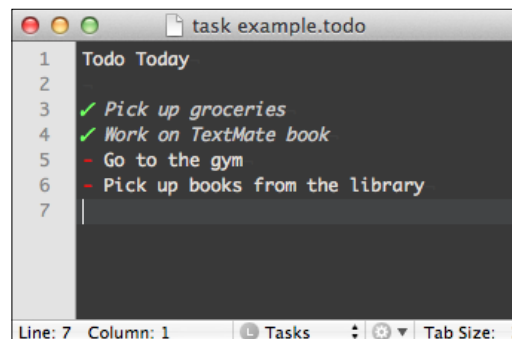 task example.todo
1 Todo Today
2
3 ✓ Pick up groceries
4 ✓ Work on TextMate book
5 - Go to the gym
6 - Pick up books from the library
7
Line: 7 Column: 1 L Tasks Tab Size: